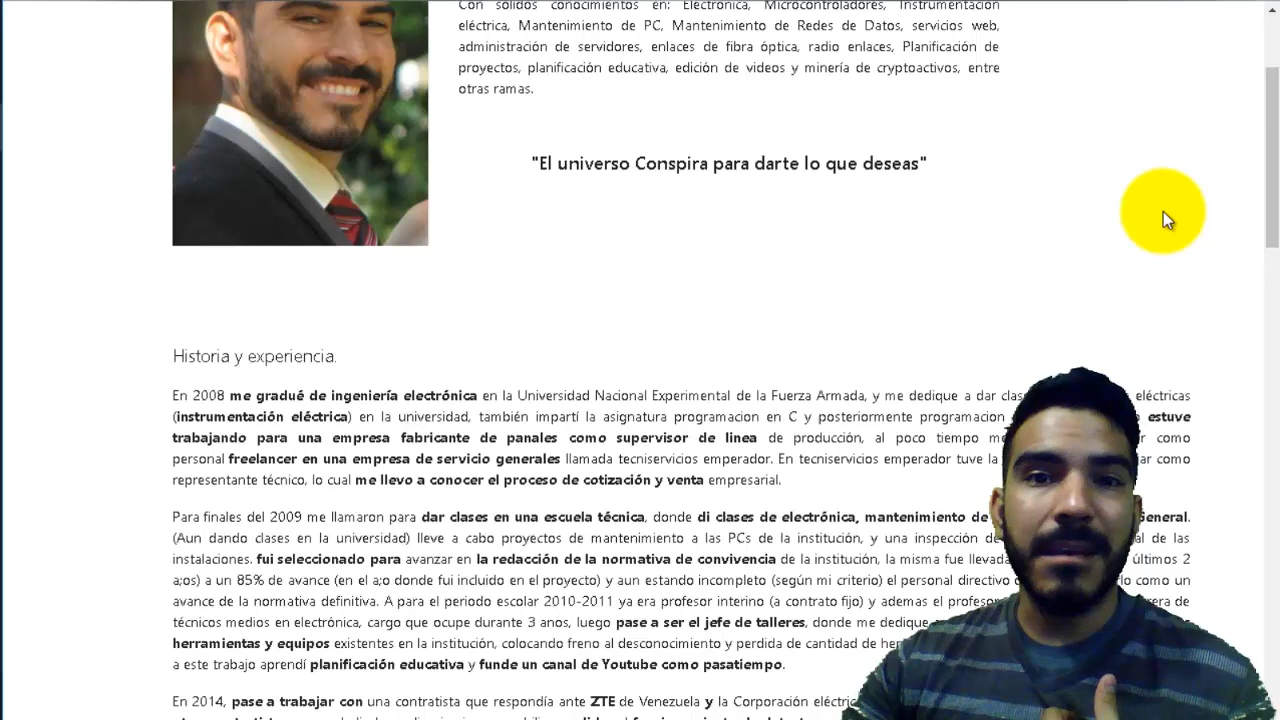 Con solidos conocimientos en: Electrónica, Microcontroladores, Instrumentación
eléctrica, Mantenimiento de PC, Mantenimiento de Redes de Datos, servicios web,
administración de servidores, enlaces de fibra óptica, radio enlaces, Planificación de
proyectos, planificación educativa, edición de videos y minería de cryptoactivos, entre
otras ramas.
"El universo Conspira para darte lo que deseas"
Historia y experiencia.
En 2008 me gradué de ingeniería electrónica en la Universidad Nacional Experimental de la Fuerza Armada, y me dedique a dar eléctricas
(instrumentación eléctrica) en la universidad, también impartí la asignatura programacion en C y posteriormente programacion estuve
trabajando para una empresa fabricante de panales como supervisor de linea de producción, al poco tiempo como
personal freelancer en una empresa de servicio generales llamada tecniservicios emperador. En tecniservicios emperador tuve la como
representante técnico, lo cual me llevo a conocer el proceso de cotización y venta empresarial.
Para finales del 2009 me llamaron para dar clases en una escuela técnica, donde di clases de electrónica, mantenimiento de General.
(Aun dando clases en la universidad) lleve a cabo proyectos de mantenimiento a las PCs de la institución, y una inspección de las
instalaciones. fui seleccionado para avanzar en la redacción de la normativa de convivencia de la institución, la misma fue últimos 2
a;os) a un 85% de avance (en el a;o donde fui incluido en el proyecto) y aun estando incompleto (según mi criterio) el personal directivo como un
avance de la normativa definitiva. A para el periodo escolar 2010-2011 ya era profesor interino (a contrato fijo) y ademas el de
técnicos medios en electrónica, cargo que ocupe durante 3 anos, luego pase a ser el jefe de talleres, donde me
herramientas y equipos existentes en la institución, colocando freno al desconocimiento y perdida de cantidad de
a este trabajo aprendí planificación educativa y funde un canal de Youtube como pasatiempo.
En 2014, pase a trabajar con una contratista que respondía ante ZTE de Venezuela y la Corporación